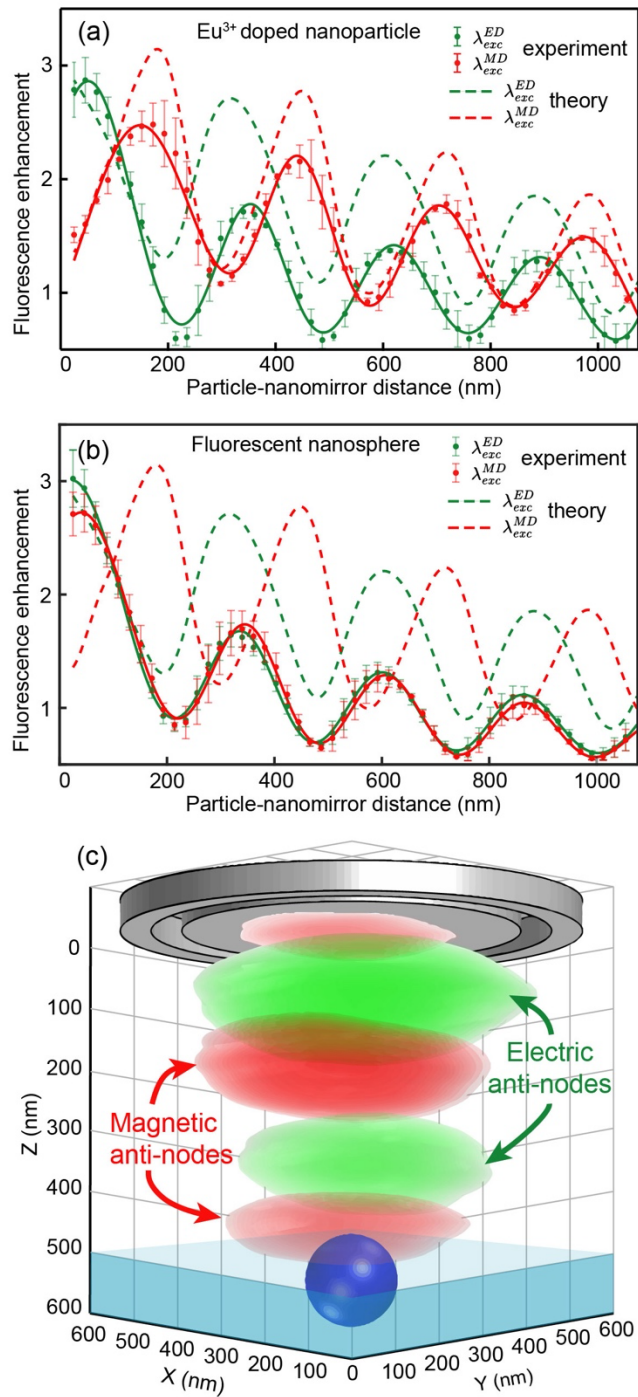 (a)
Eu³⁺ doped nanoparticle
λ_exc^ED
λ_exc^MD
experiment
λ_exc^ED
λ_exc^MD
theory
Fluorescence enhancement
3
2
1
0 200 400 600 800 1000
Particle-nanomirror distance (nm)
(b)
Fluorescent nanosphere
λ_exc^ED
λ_exc^MD
experiment
λ_exc^ED
λ_exc^MD
theory
Fluorescence enhancement
3
2
1
0 200 400 600 800 1000
Particle-nanomirror distance (nm)
(c)
Z (nm)
0
100
200
300
400
500
600
Electric
anti-nodes
Magnetic
anti-nodes
600 500 400 300 200 100 0
X (nm)
100 200 300 400 500 600
Y (nm)